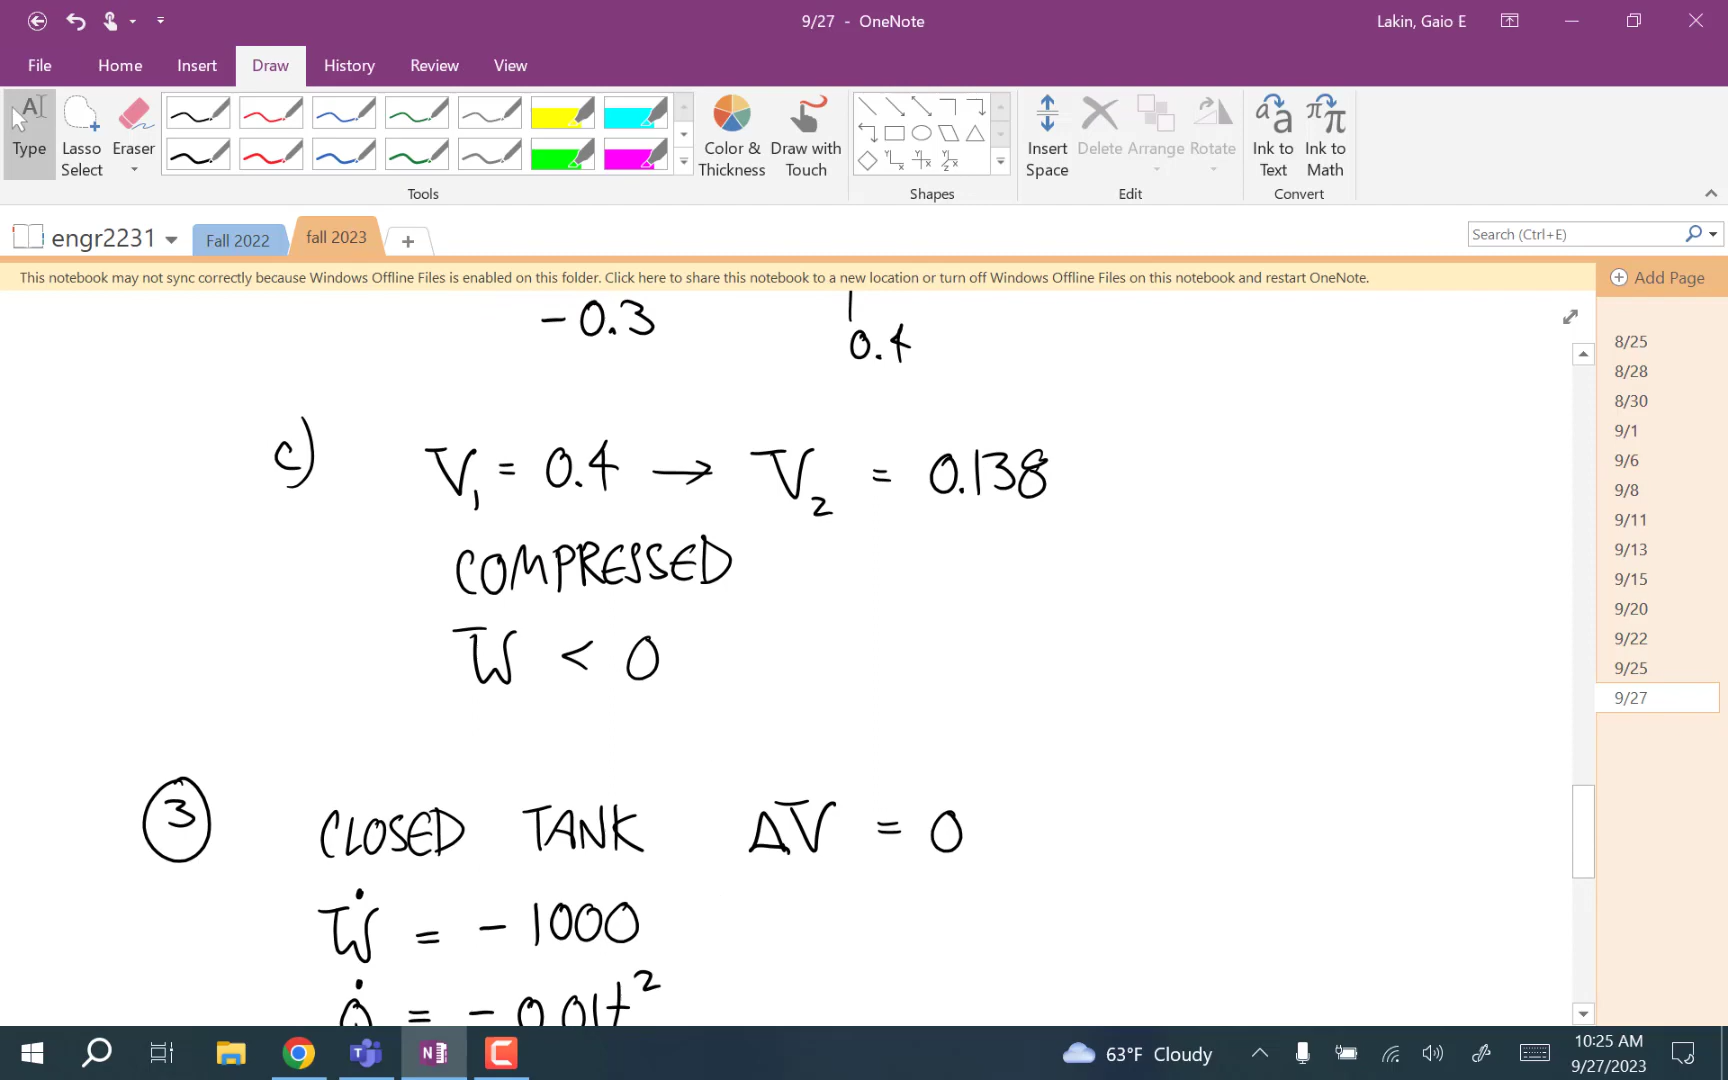 9/27 - OneNote
Lakin, Gaio E
File Home Insert Draw History Review View
Type
Lasso Select
Eraser
Color & Thickness
Draw with Touch
Insert Space
Delete
Arrange
Rotate
Ink to Text
Ink to Math
Tools
Shapes
Edit
Convert
engr2231
Fall 2022
fall 2023
Search (Ctrl+E)
This notebook may not sync correctly because Windows Offline Files is enabled on this folder. Click here to share this notebook to a new location or turn off Windows Offline Files on this notebook and restart OneNote.
Add Page
8/25
8/28
8/30
9/1
9/6
9/8
9/11
9/13
9/15
9/20
9/22
9/25
9/27
-0.3
0.4
c) V₁ = 0.4 → V₂ = 0.138
COMPRESSED
W < 0
③ CLOSED TANK ΔV = 0
Ẇ = - 1000
Q̇ = - 0.01t²
63°F Cloudy
10:25 AM
9/27/2023